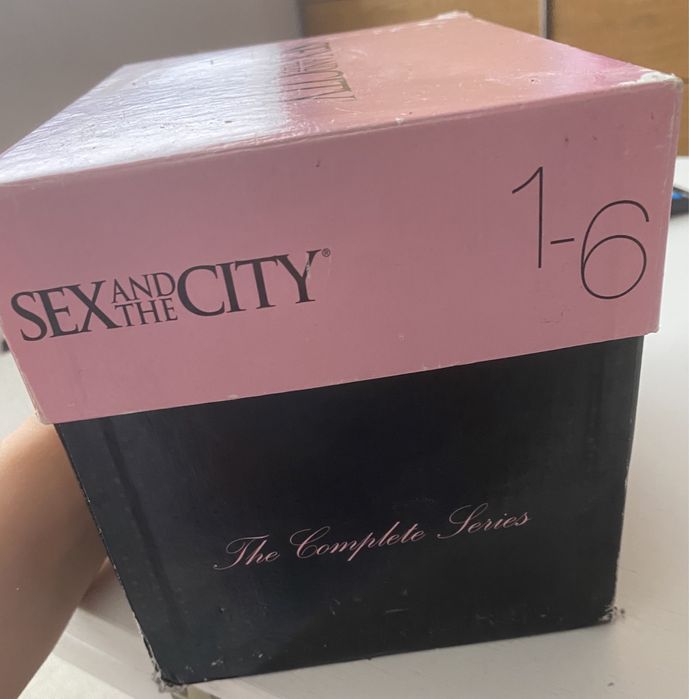 SEX AND THE CITY®
1-6
The Complete Series